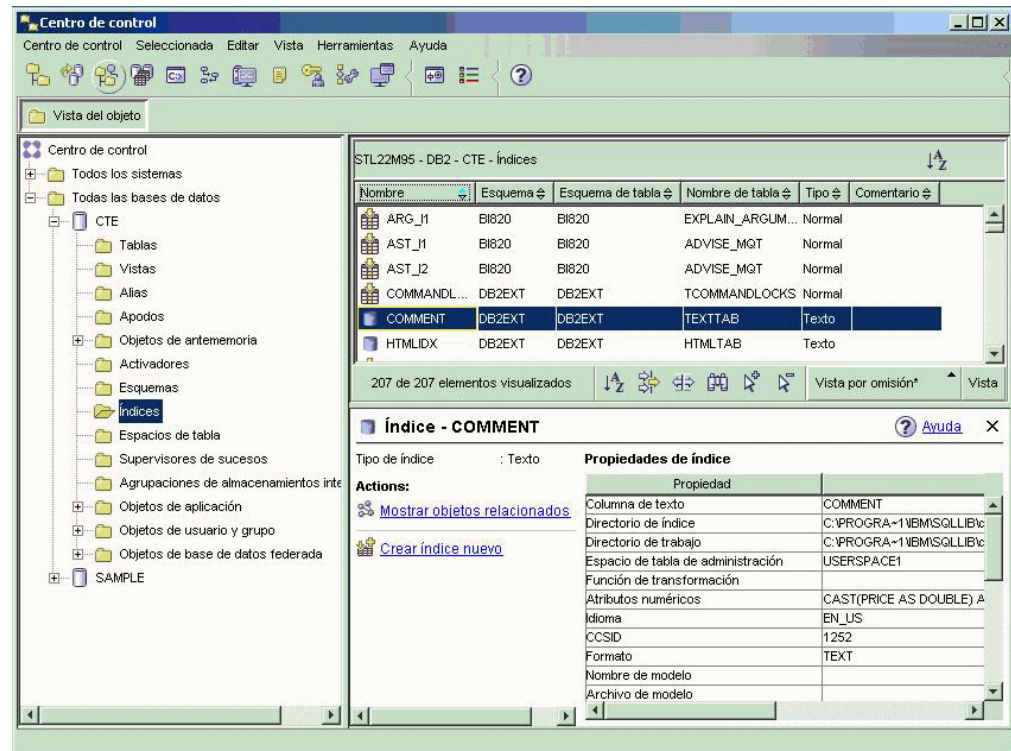 Centro de control
Centro de control Seleccionada Editar Vista Herramientas Ayuda
Vista del objeto
Centro de control
Todos los sistemas
Todas las bases de datos
CTE
Tablas
Vistas
Alias
Apodos
Objetos de antememoria
Activadores
Esquemas
Índices
Espacios de tabla
Supervisores de sucesos
Agrupaciones de almacenamientos inte
Objetos de aplicación
Objetos de usuario y grupo
Objetos de base de datos federada
SAMPLE
STL22M95 - DB2 - CTE - Índices
Nombre Esquema Esquema de tabla Nombre de tabla Tipo Comentario
ARG_I1 BI820 BI820 EXPLAIN_ARGUM... Normal
AST_I1 BI820 BI820 ADVISE_MQT Normal
AST_I2 BI820 BI820 ADVISE_MQT Normal
COMMANDL... DB2EXT DB2EXT TCOMMANDLOCKS Normal
COMMENT DB2EXT DB2EXT TEXTTAB Texto
HTMLIDX DB2EXT DB2EXT HTMLTAB Texto
207 de 207 elementos visualizados Vista por omisión* Vista
Índice - COMMENT Ayuda
Tipo de índice : Texto
Actions:
Mostrar objetos relacionados
Crear índice nuevo
Propiedades de índice
Propiedad
Columna de texto COMMENT
Directorio de índice C:\PROGRA~1\IBM\SQLLIB\c
Directorio de trabajo C:\PROGRA~1\IBM\SQLLIB\c
Espacio de tabla de administración USERSPACE1
Función de transformación
Atributos numéricos CAST(PRICE AS DOUBLE) A
Idioma EN_US
CCSID 1252
Formato TEXT
Nombre de modelo
Archivo de modelo